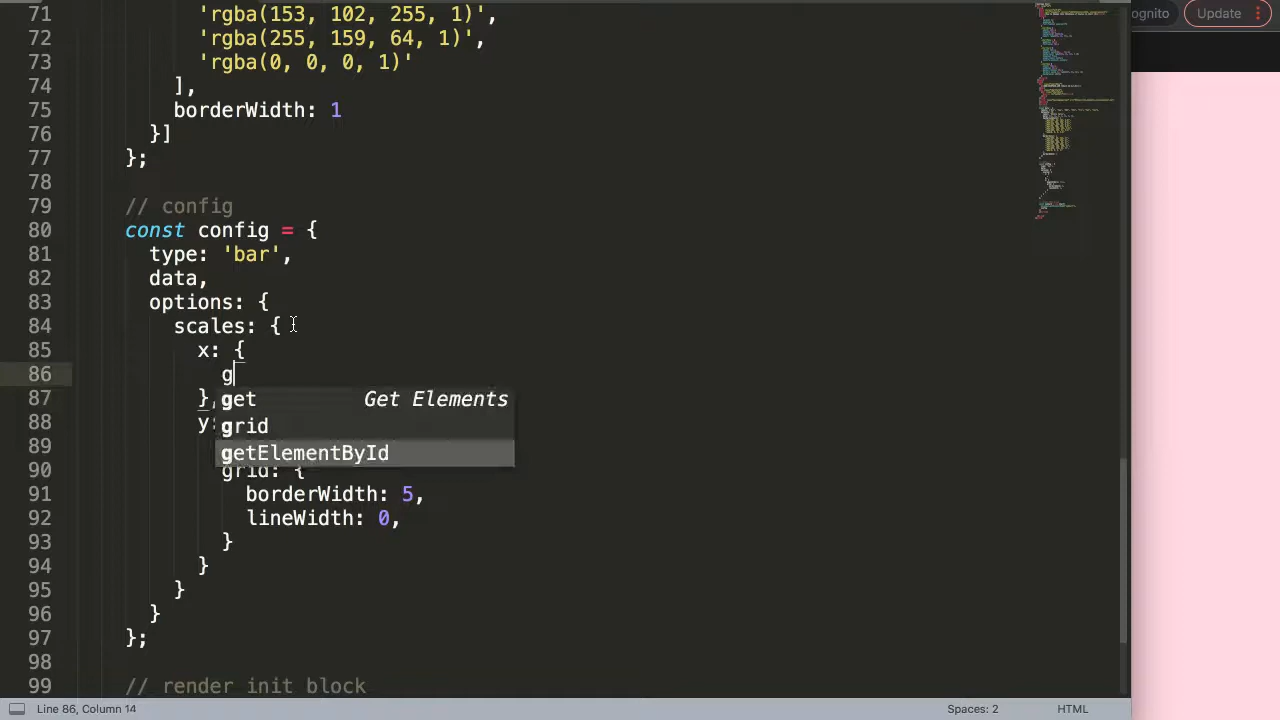 71 'rgba(153, 102, 255, 1)',
72 'rgba(255, 159, 64, 1)',
73 'rgba(0, 0, 0, 1)'
74 ],
75 borderWidth: 1
76 }]
77 };
78
79 // config
80 const config = {
81 type: 'bar',
82 data,
83 options: {
84 scales: {
85 x: {
86 g
87 },
get Get Elements
88 y:
grid
89
getElementById
90 grid: {
91 borderWidth: 5,
92 lineWidth: 0,
93 }
94 }
95 }
96 }
97 };
98
99 // render init block
Line 86, Column 14
Spaces: 2
HTML
ognito
Update